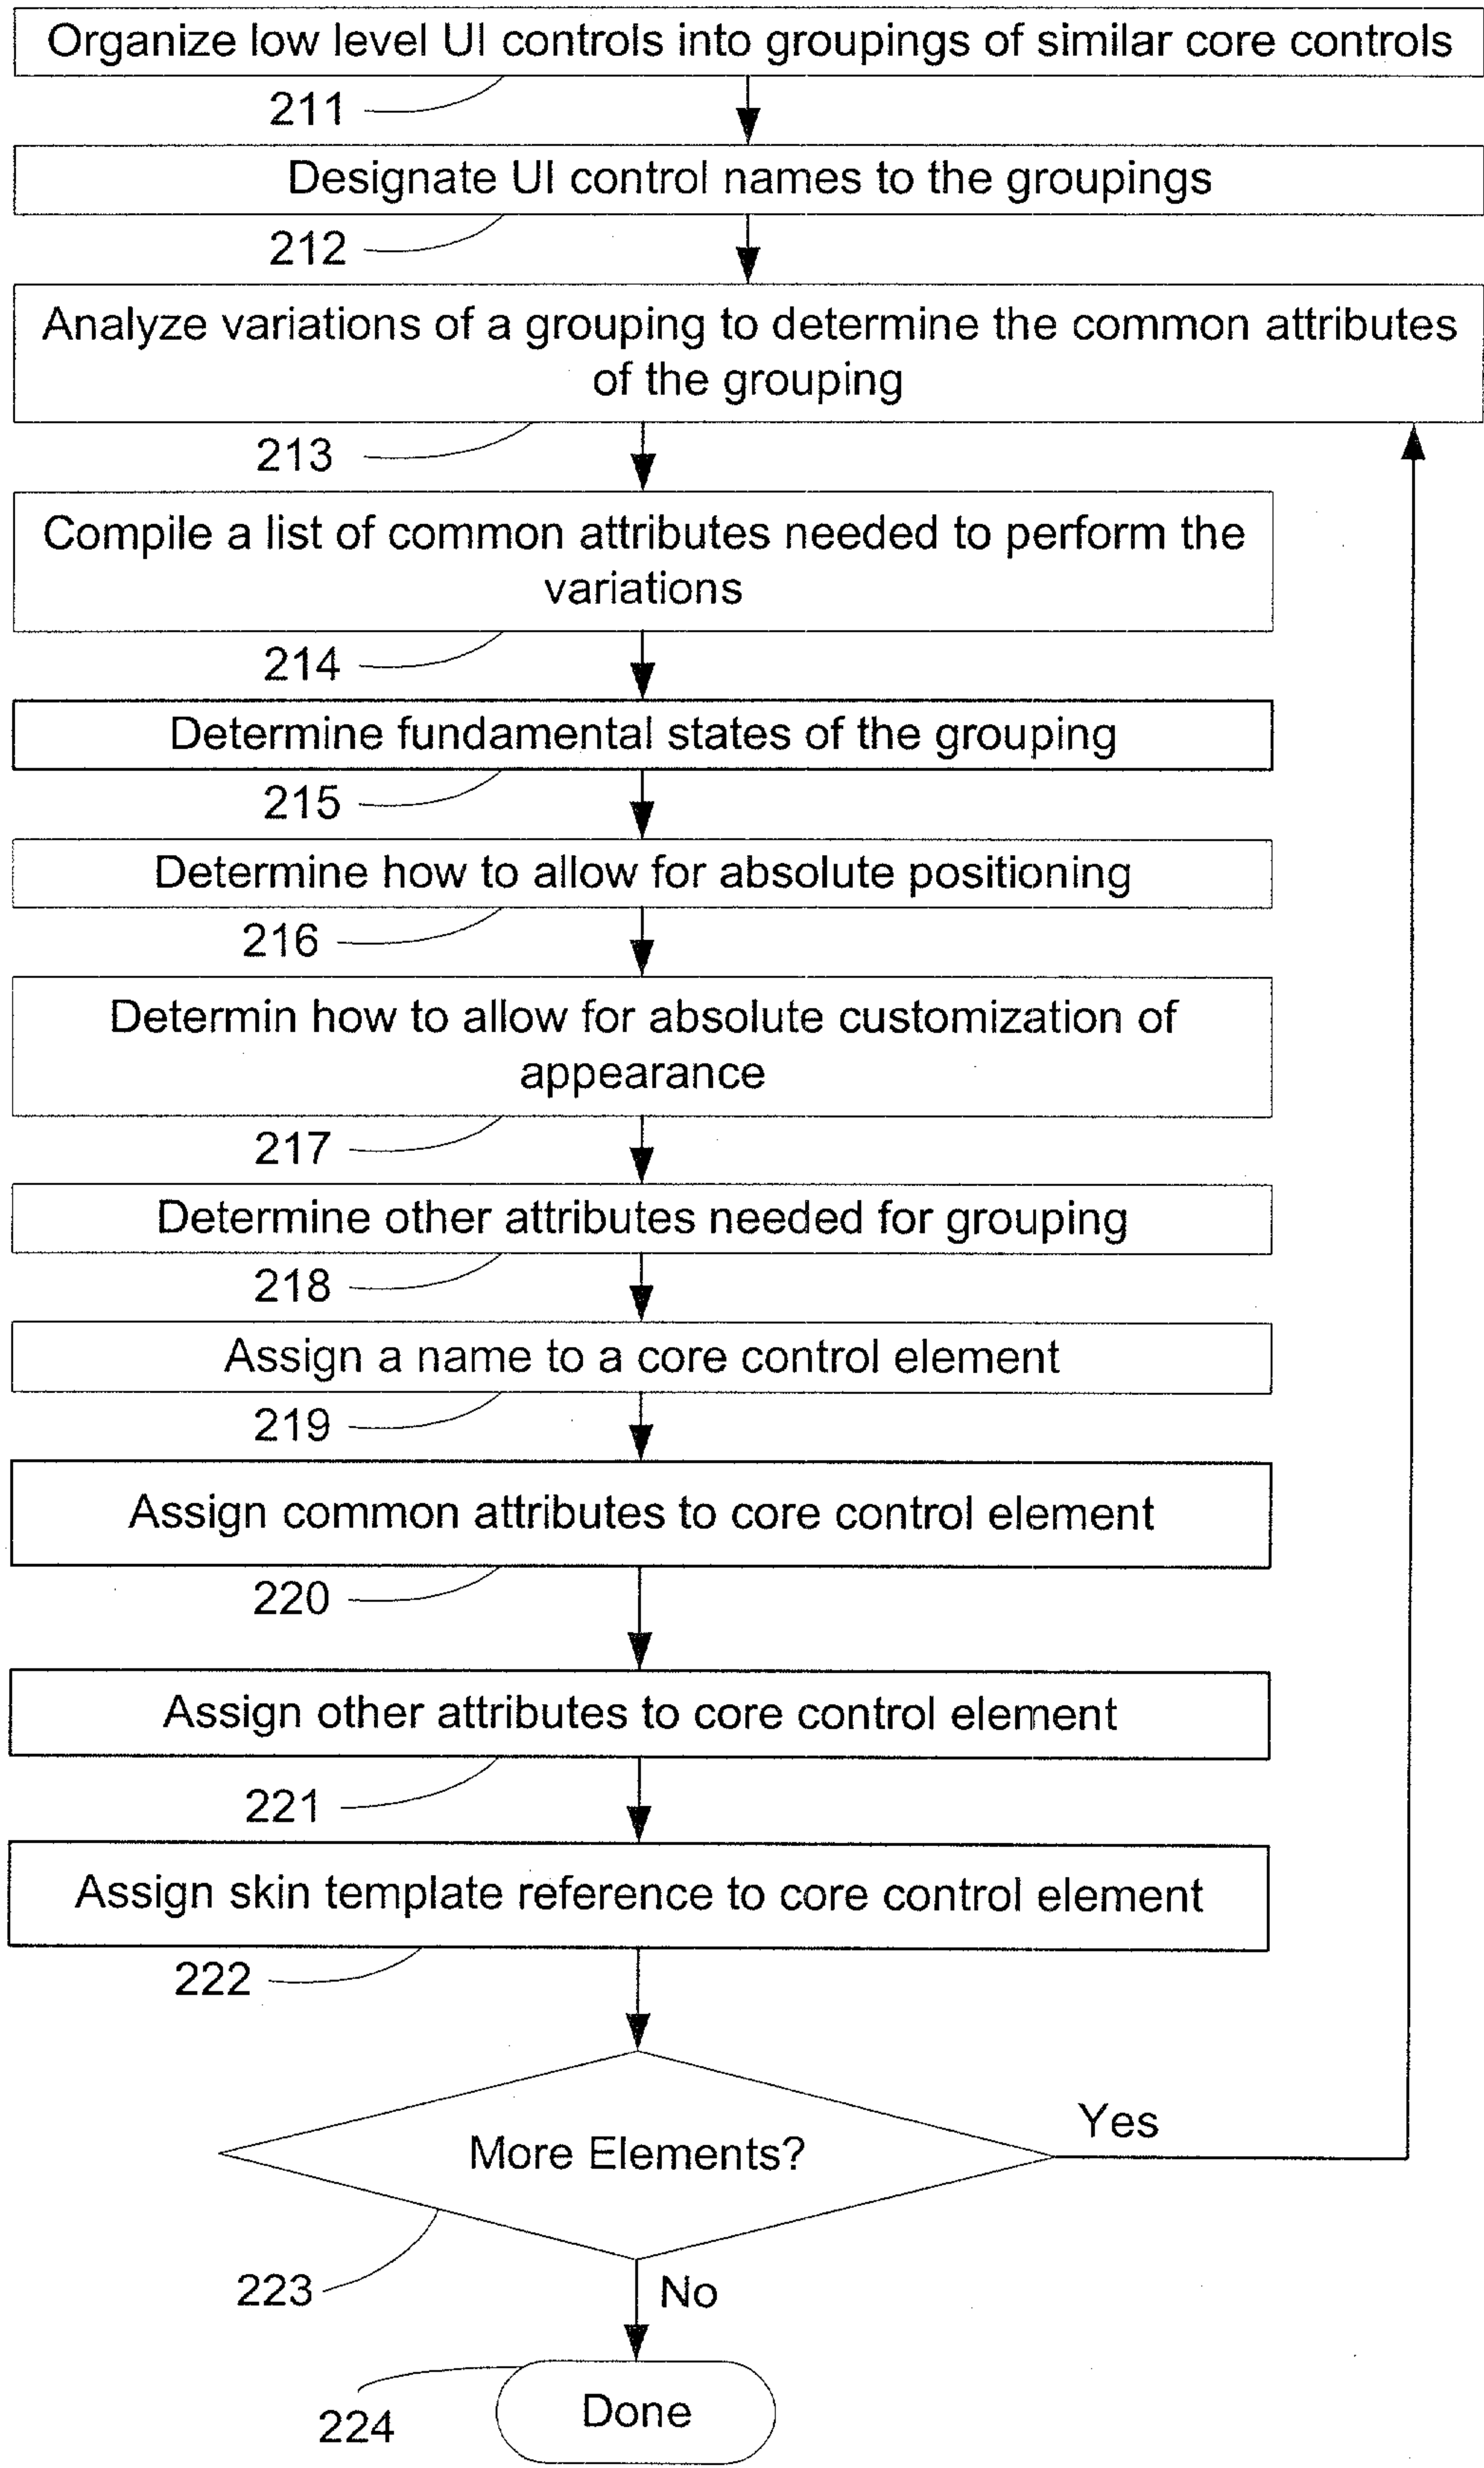 Organize low level UI controls into groupings of similar core controls
211
Designate UI control names to the groupings
212
Analyze variations of a grouping to determine the common attributes
of the grouping
213
Compile a list of common attributes needed to perform the
variations
214
Determine fundamental states of the grouping
215
Determine how to allow for absolute positioning
216
Determin how to allow for absolute customization of
appearance
217
Determine other attributes needed for grouping
218
Assign a name to a core control element
219
Assign common attributes to core control element
220
Assign other attributes to core control element
221
Assign skin template reference to core control element
222
Yes
More Elements?
223
No
Done
224